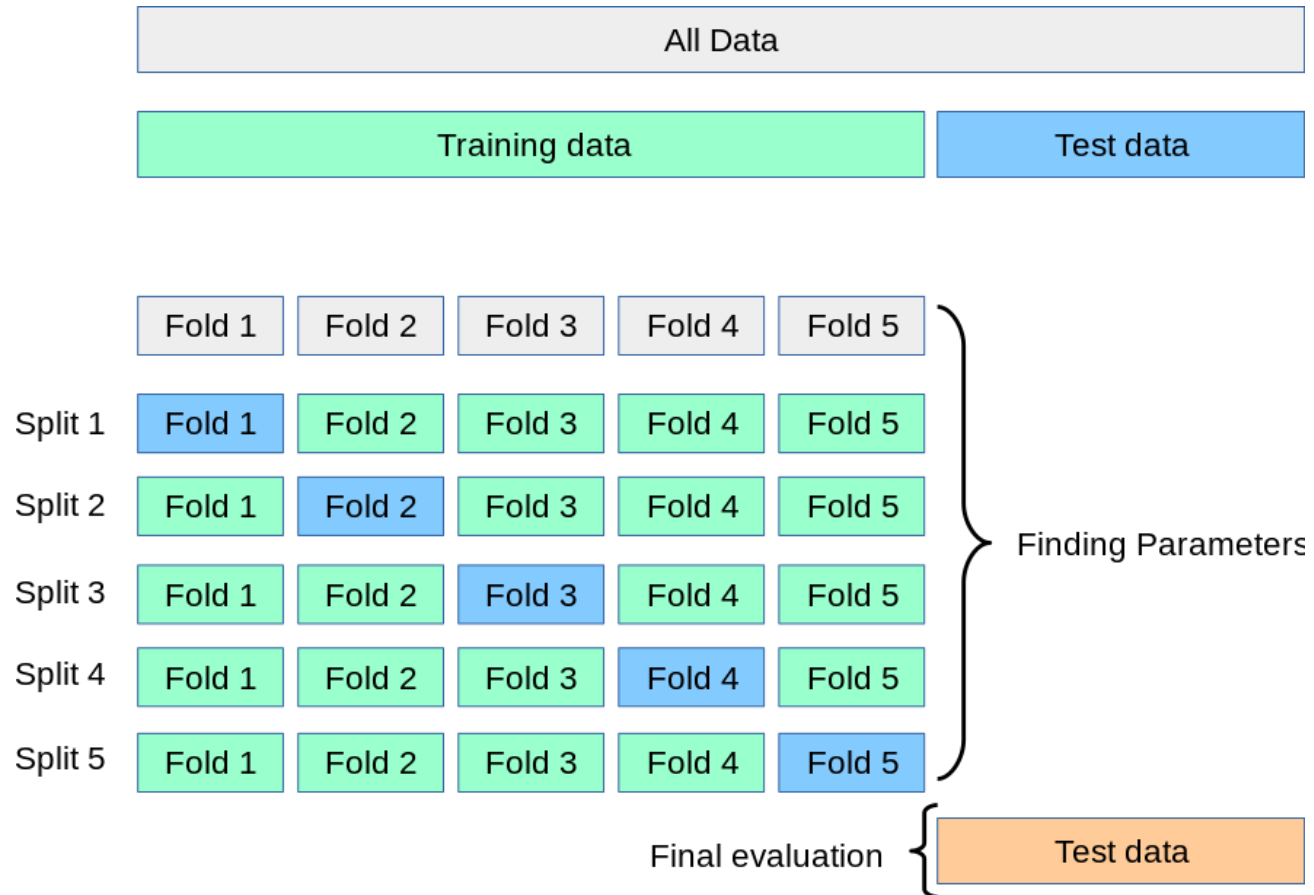 All Data
Training data Test data
Fold 1 Fold 2 Fold 3 Fold 4 Fold 5
Split 1 Fold 1 Fold 2 Fold 3 Fold 4 Fold 5
Split 2 Fold 1 Fold 2 Fold 3 Fold 4 Fold 5
Finding Parameters
Split 3 Fold 1 Fold 2 Fold 3 Fold 4 Fold 5
Split 4 Fold 1 Fold 2 Fold 3 Fold 4 Fold 5
Split 5 Fold 1 Fold 2 Fold 3 Fold 4 Fold 5
Final evaluation Test data